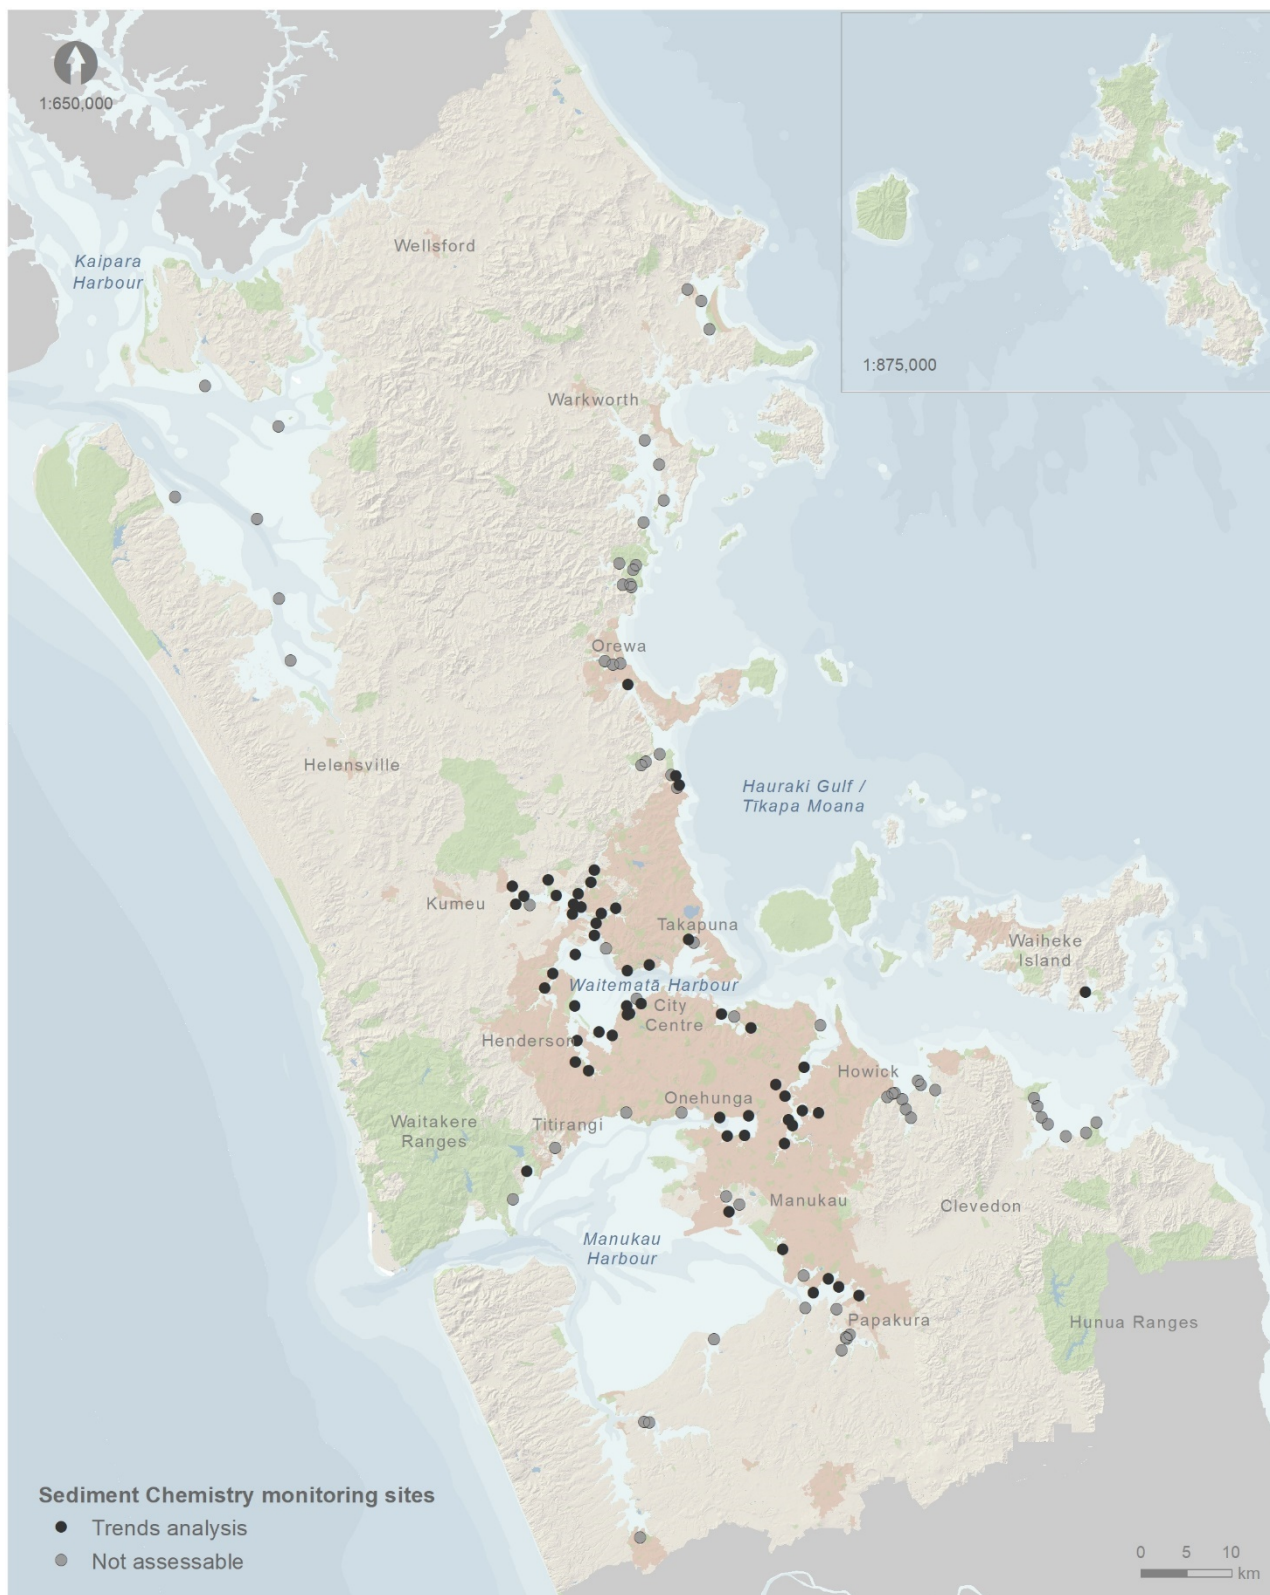 1:650,000
1:875,000
Wellsford
Kaipara
Harbour
Warkworth
Orewa
Helensville
Hauraki Gulf /
Tīkapa Moana
Kumeu
Takapuna
Waiheke
Island
Waitematā Harbour
City
Centre
Henderson
Howick
Onehunga
Waitakere
Ranges
Titirangi
Manukau
Clevedon
Manukau
Harbour
Papakura
Hunua Ranges
Sediment Chemistry monitoring sites
Trends analysis
Not assessable
0 5 10
km